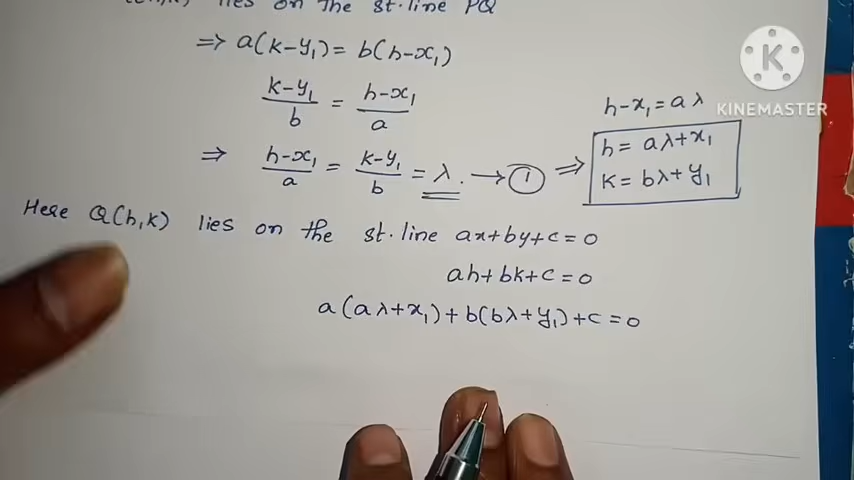 lies on the st.line PQ
⇒ a(k-y₁) = b(h-x₁)
(k-y₁)/b = (h-x₁)/a
⇒ (h-x₁)/a = (k-y₁)/b = λ. → ①
⇒ h-x₁ = aλ
h = aλ+x₁
k = bλ+y₁
K
KINEMASTER
Here Q(h,k) lies on the st.line ax+by+c=0
ah+bk+c=0
a(aλ+x₁)+b(bλ+y₁)+c=0